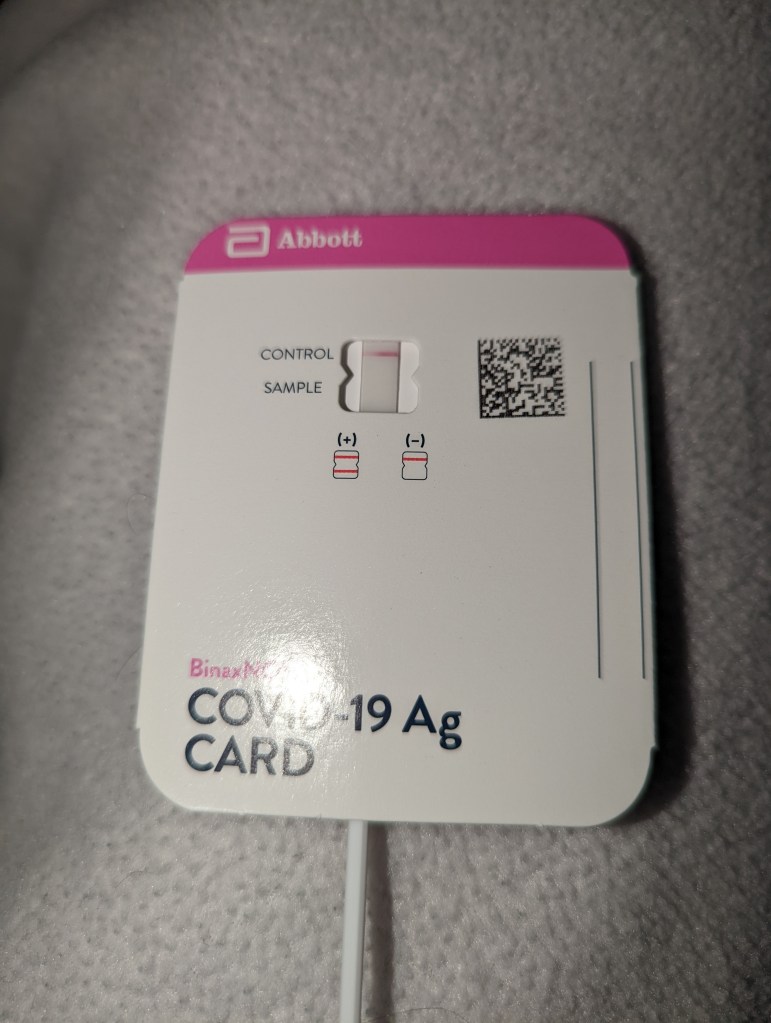 Abbott
CONTROL
SAMPLE
(+) (-)
COVID-19 Ag
CARD